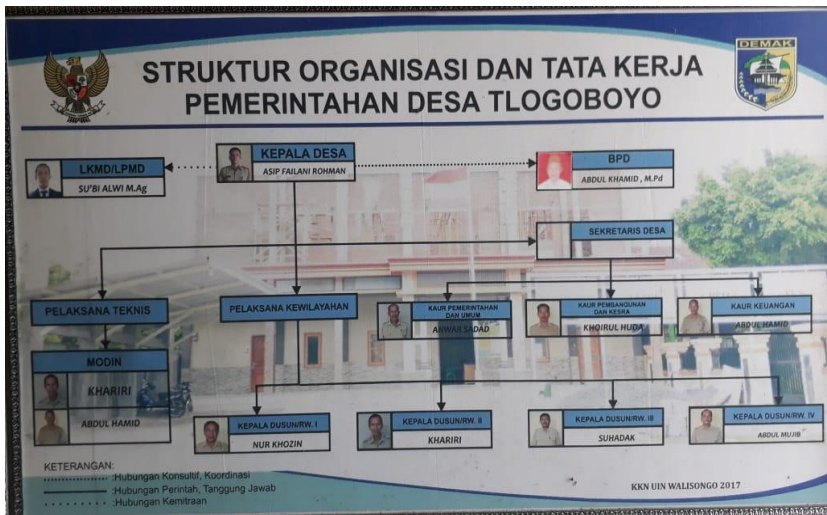 DEMAK
STRUKTUR ORGANISASI DAN TATA KERJA
PEMERINTAHAN DESA TLOGOBOYO
LKMD/LPMD
SU'BI ALWI M.Ag
KEPALA DESA
ASIP FAILANI ROHMAN
BPD
ABDUL KHAMID , M.Pd
SEKRETARIS DESA
PELAKSANA TEKNIS
PELAKSANA KEWILAYAHAN
KAUR PEMERINTAHAN
DAN UMUM
ANWAR SADAD
KAUR PEMBANGUNAN
DAN KESRA
KHOIRUL HUDA
KAUR KEUANGAN
ABDUL HAMID
MODIN
KHARIRI
ABDUL HAMID
KEPALA DUSUN/RW. I
NUR KHOZIN
KEPALA DUSUN/RW. II
KHARIRI
KEPALA DUSUN/RW. III
SUHADAK
KEPALA DUSUN/RW. IV
ABDUL MUJIB
KETERANGAN:
:Hubungan Konsultif, Koordinasi
:Hubungan Perintah, Tanggung Jawab
:Hubungan Kemitraan
KKN UIN WALISONGO 2017